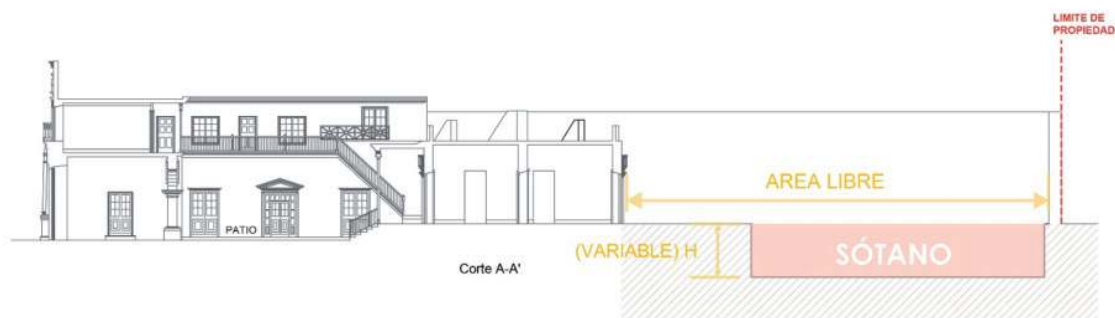 LIMITE DE
PROPIEDAD
AREA LIBRE
PATIO
(VARIABLE) H
SÓTANO
Corte A-A'